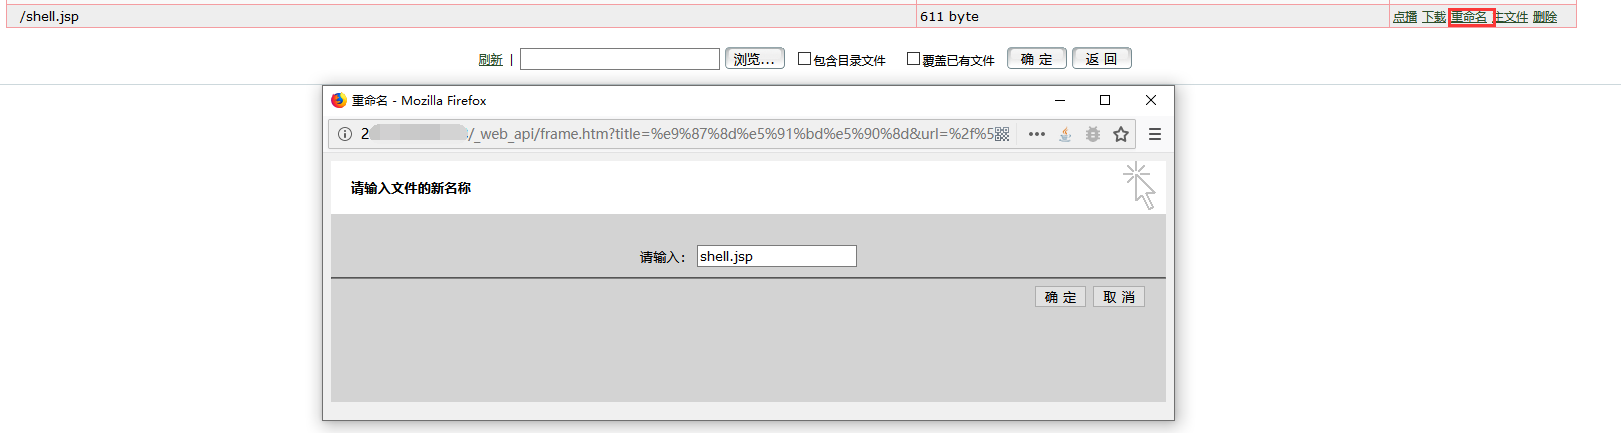 /shell.jsp 611 byte 点播 下载 重命名 主文件 删除
刷新 | 浏览... 包含目录文件 覆盖已有文件 确 定 返 回
重命名 - Mozilla Firefox
2 /_web_api/frame.htm?title=%e9%87%8d%e5%91%bd%e5%90%8d&url=%2f%5
请输入文件的新名称
请输入： shell.jsp
确 定 取 消